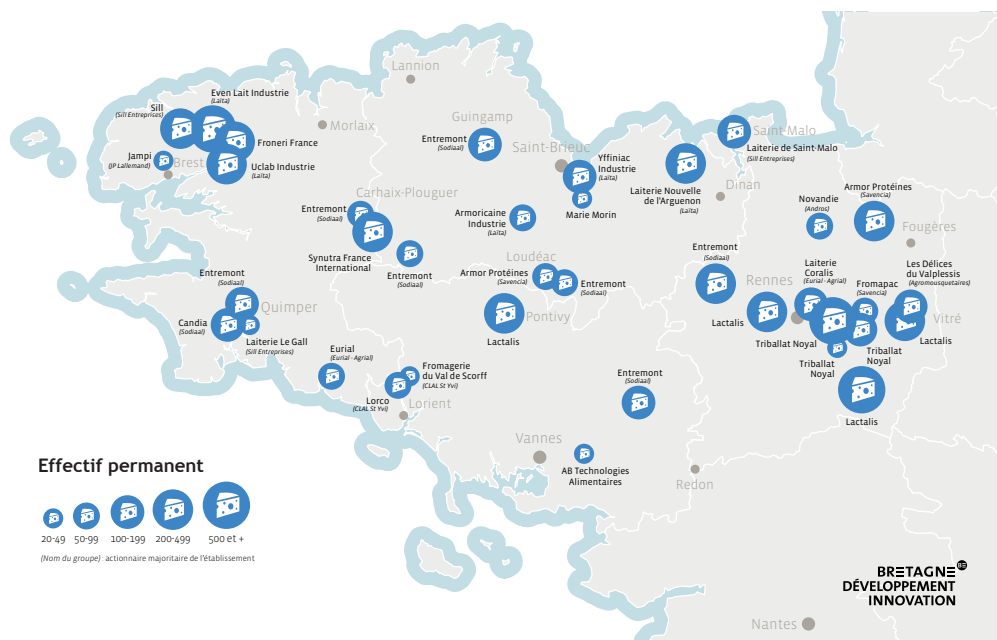 Lannion
Even Lait Industrie
(Laïta)
Sill
(Sill Entreprises)
Morlaix
Guingamp
Froneri France
Entremont
(Sodiaal)
Saint-Malo
Laiterie de Saint-Malo
(Sill Entreprises)
Saint-Brieuc
Jampi
(JP Lallemand)
Brest
Uclab Industrie
(Laïta)
Yffiniac
Industrie
(Laïta)
Marie Morin
Laiterie Nouvelle
de l'Arguenon
(Laïta)
Dinan
Armor Protéines
(Savencia)
Novandie
(Andros)
Fougères
Carhaix-Plouguer
Entremont
(Sodiaal)
Synutra France
International
Entremont
(Sodiaal)
Armoricaine
Industrie
(Laïta)
Loudéac
Armor Protéines
(Savencia)
Entremont
(Sodiaal)
Entremont
(Sodiaal)
Rennes
Laiterie
Coralis
(Eurial - Agrial)
Fromapac
(Savencia)
Les Délices
du Valplessis
(Agromousquetaires)
Entremont
(Sodiaal)
Quimper
Candia
(Sodiaal)
Laiterie Le Gall
(Sill Entreprises)
Pontivy
Lactalis
Lactalis
Vitré
Lactalis
Triballat Noyal
Triballat
Noyal
Triballat
Noyal
Lactalis
Eurial
(Eurial - Agrial)
Fromagerie
du Val de Scorff
(CLAL St Yvi)
Lorco
(CLAL St Yvi)
Lorient
Entremont
(Sodiaal)
Vannes
AB Technologies
Alimentaires
Redon
Effectif permanent
20-49 50-99 100-199 200-499 500 et +
(Nom du groupe) : actionnaire majoritaire de l'établissement
BRETAGNE
DÉVELOPPEMENT
INNOVATION
Nantes